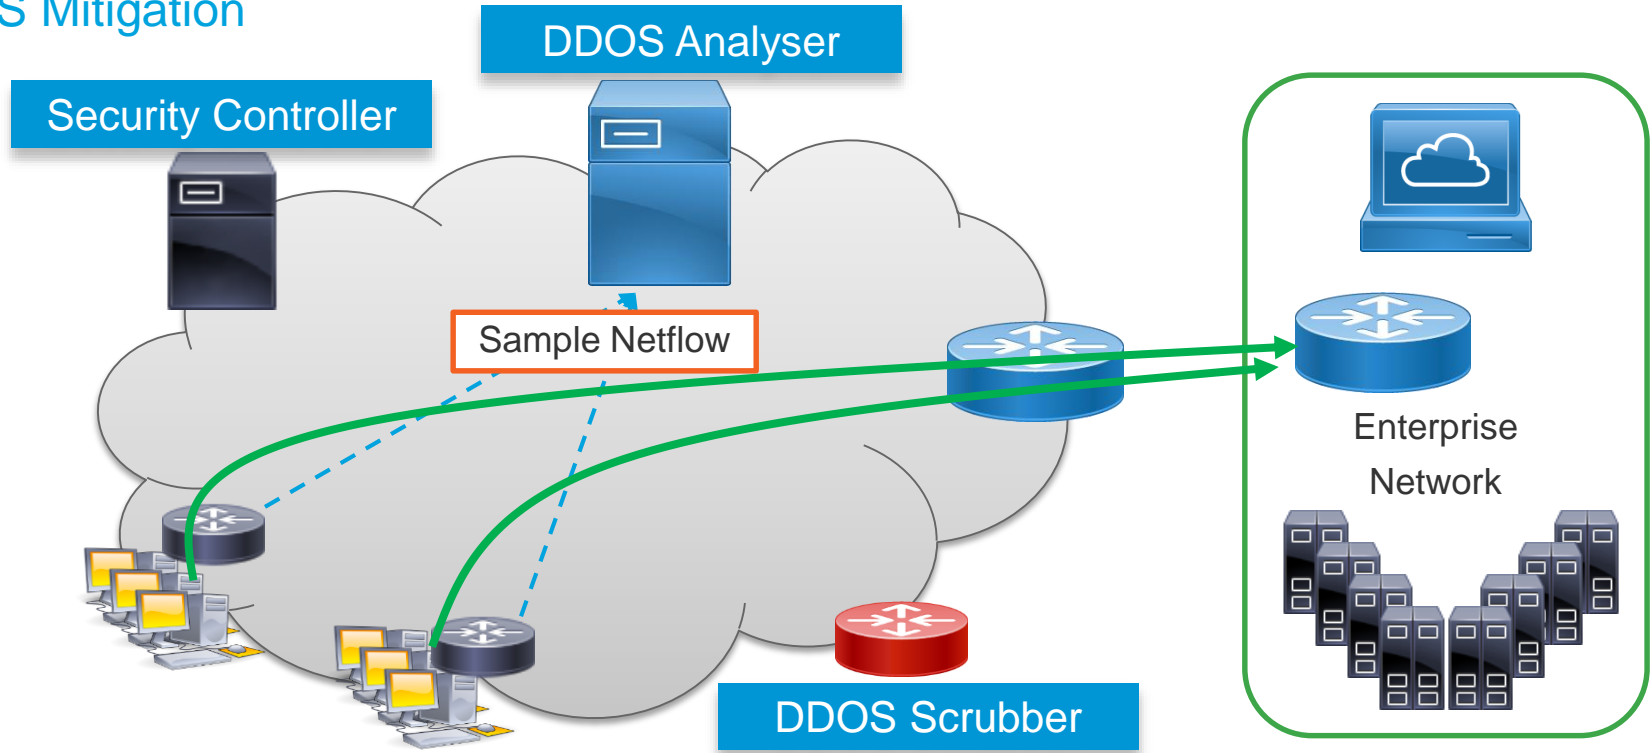 S Mitigation
DDOS Analyser
Security Controller
Sample Netflow
Enterprise
Network
DDOS Scrubber